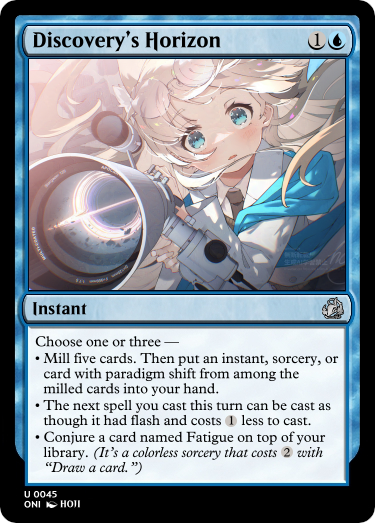 Discovery's Horizon
1
Instant
Choose one or three —
• Mill five cards. Then put an instant, sorcery, or
card with paradigm shift from among the
milled cards into your hand.
• The next spell you cast this turn can be cast as
though it had flash and costs 1 less to cast.
• Conjure a card named Fatigue on top of your
library. (It's a colorless sorcery that costs 2 with
“Draw a card.”)
U 0045
ONI HOJI